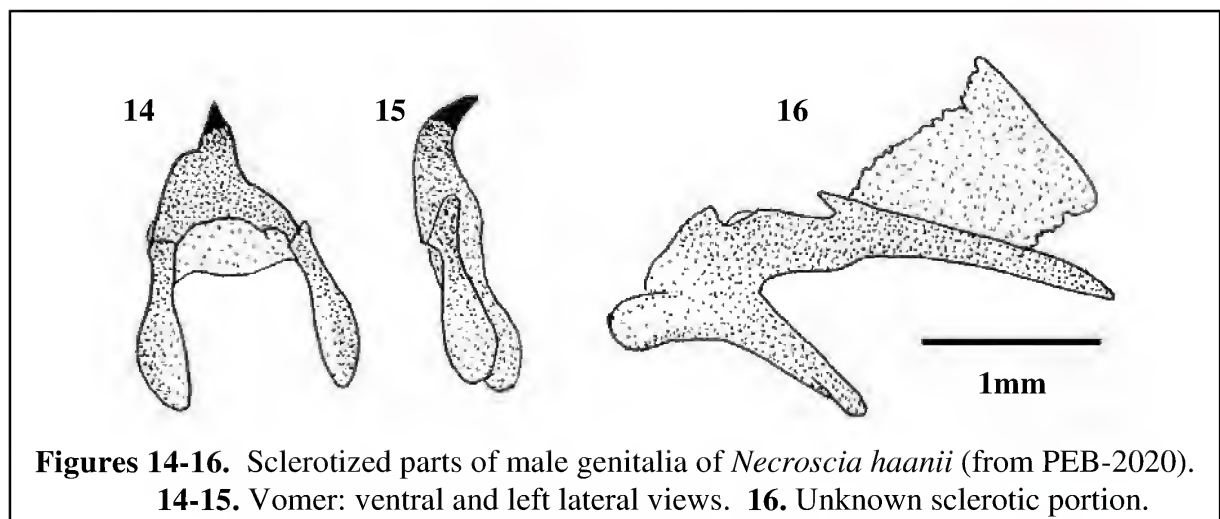 14
15
16
1mm
Figures 14-16. Sclerotized parts of male genitalia of Necroscia haanii (from PEB-2020).
14-15. Vomer: ventral and left lateral views. 16. Unknown sclerotic portion.